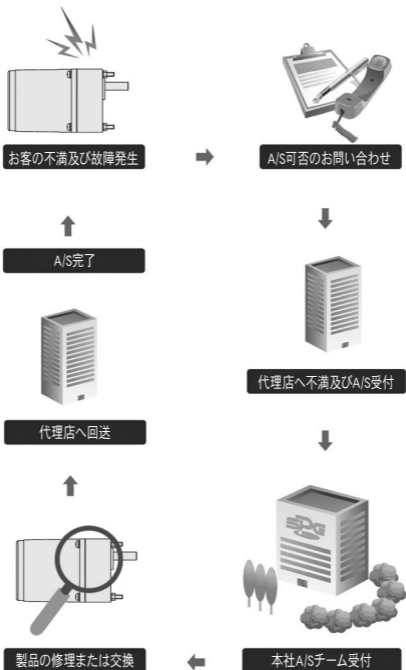 お客の不満及び故障発生
A/S可否のお問い合わせ
代理店へ不満及びA/S受付
SPG
本社A/Sチーム受付
製品の修理または交換
代理店へ回送
A/S完了